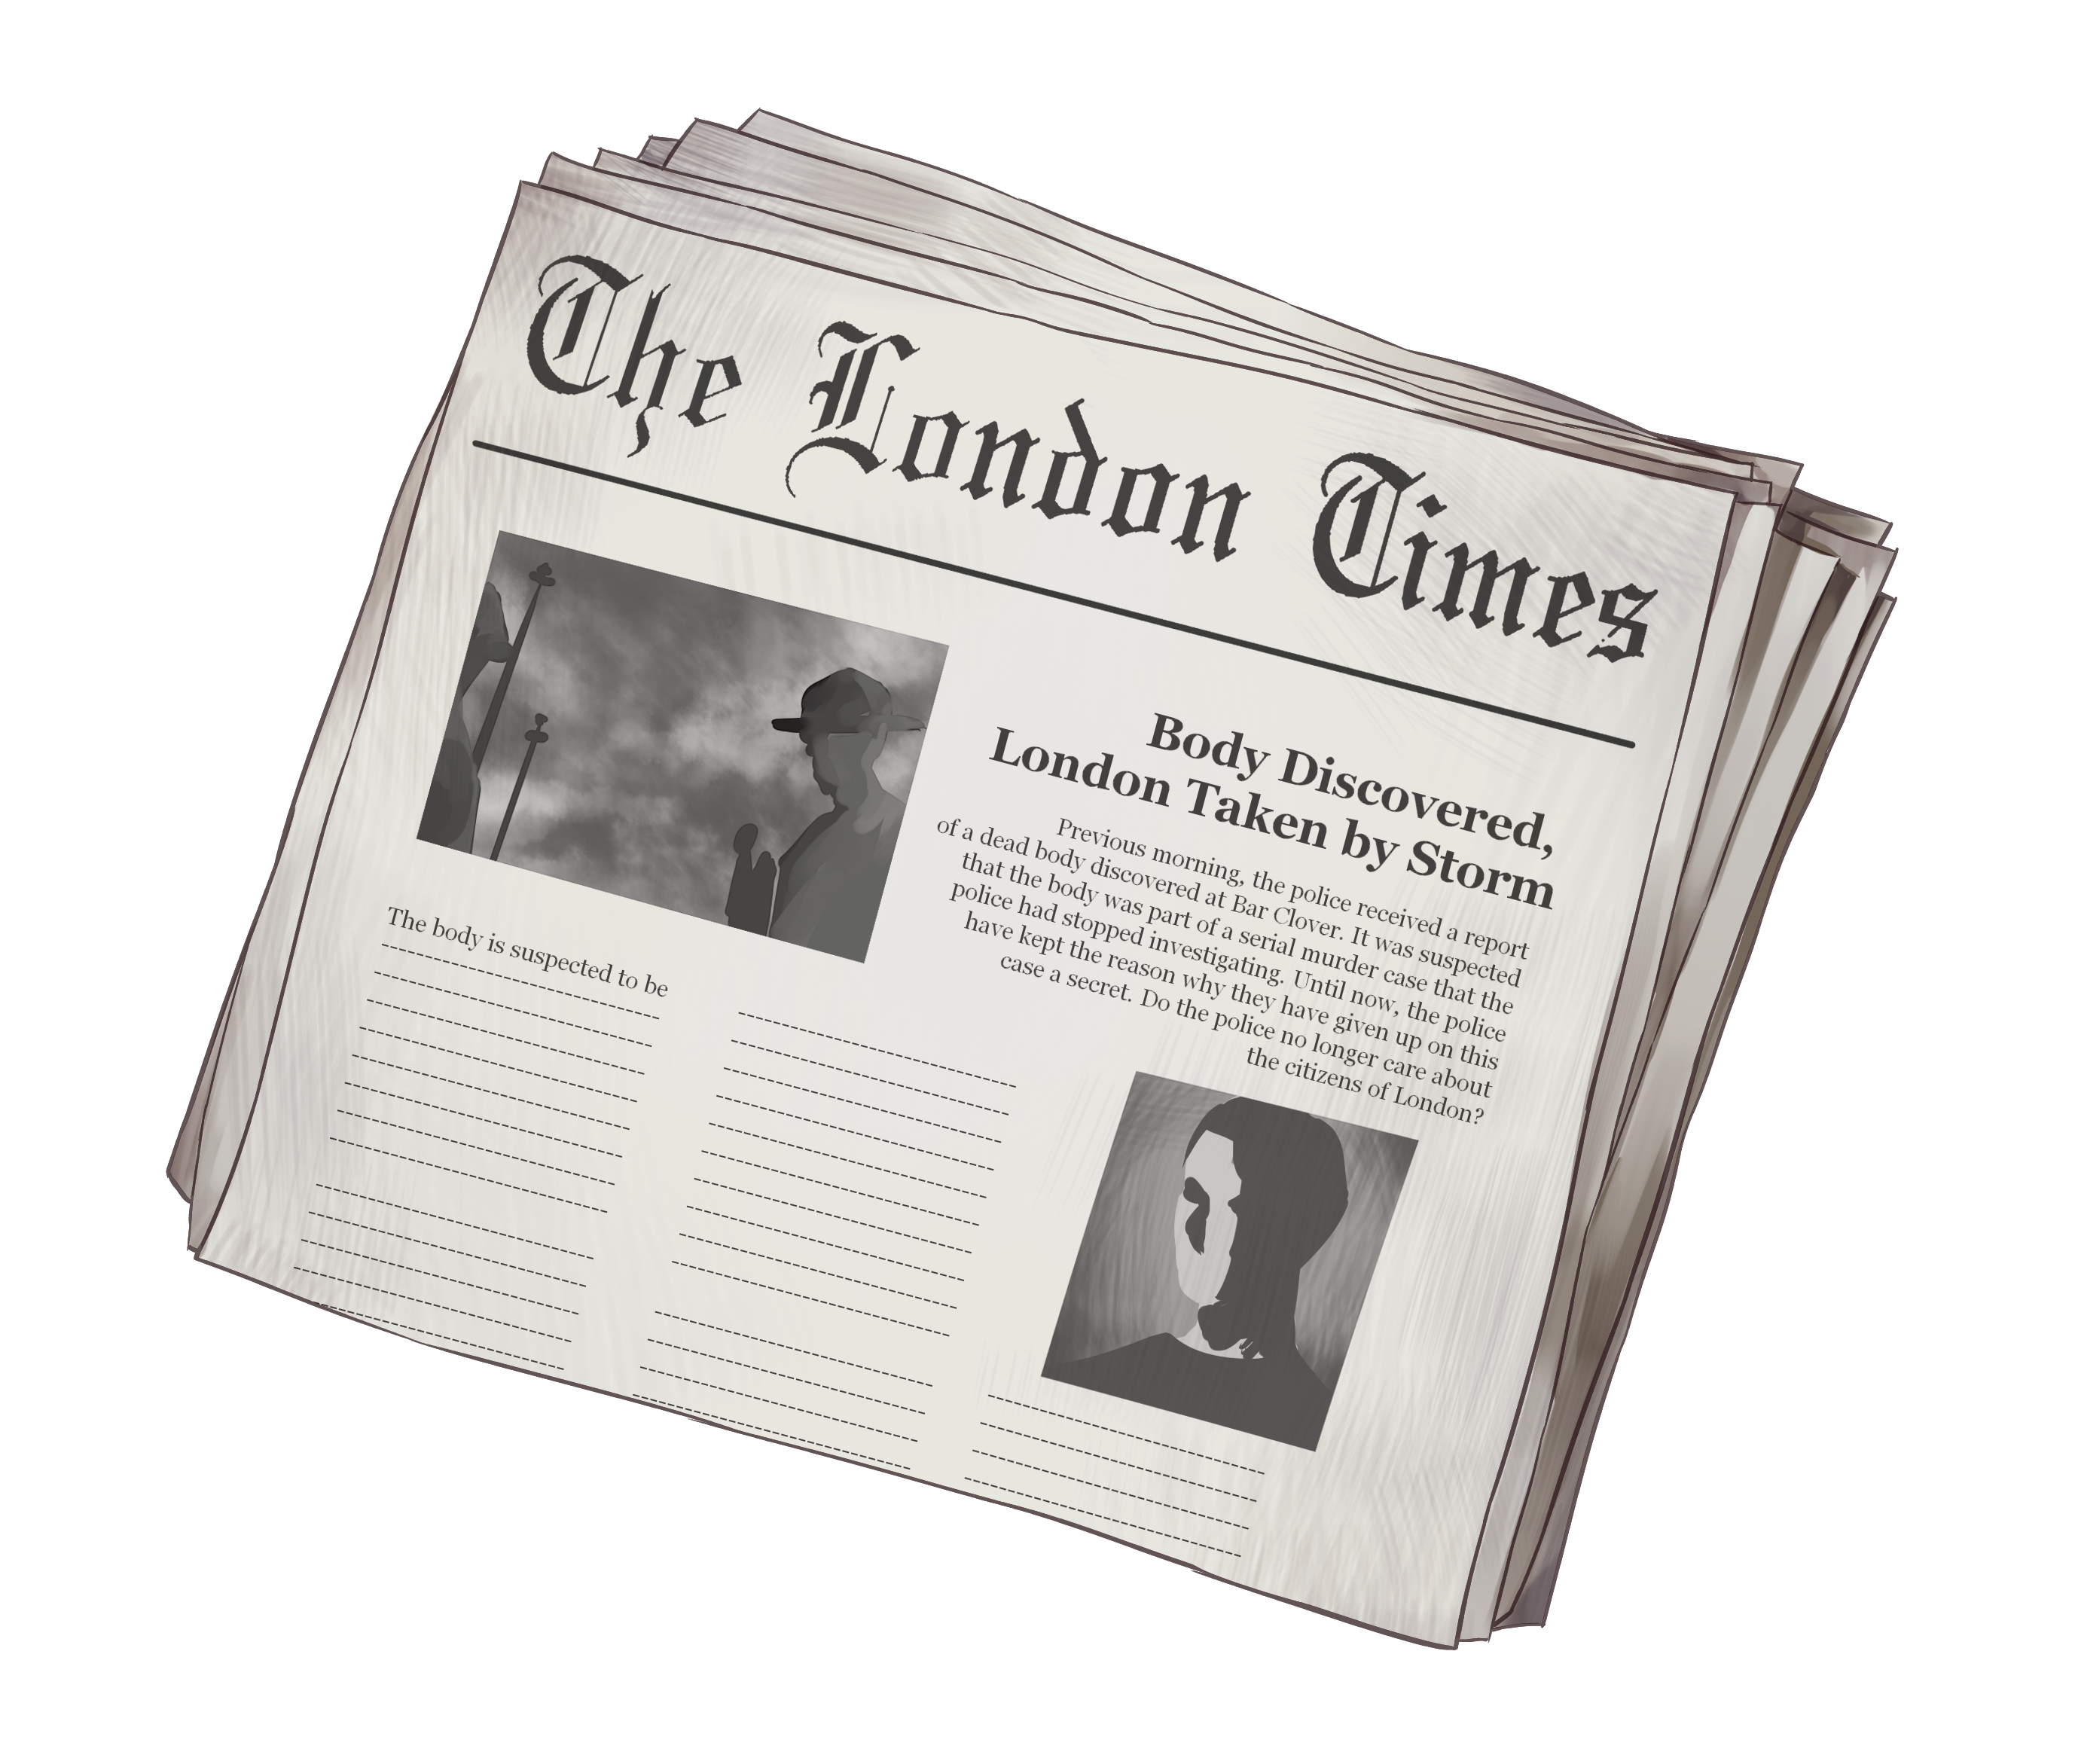 The London Times
Body Discovered,
London Taken by Storm
Previous morning, the police received a report
of a dead body discovered at Bar Clover. It was suspected
that the body was part of a serial murder case that the
police had stopped investigating. Until now, the police
have kept the reason why they have given up on this
case a secret. Do the police no longer care about
the citizens of London?
The body is suspected to be